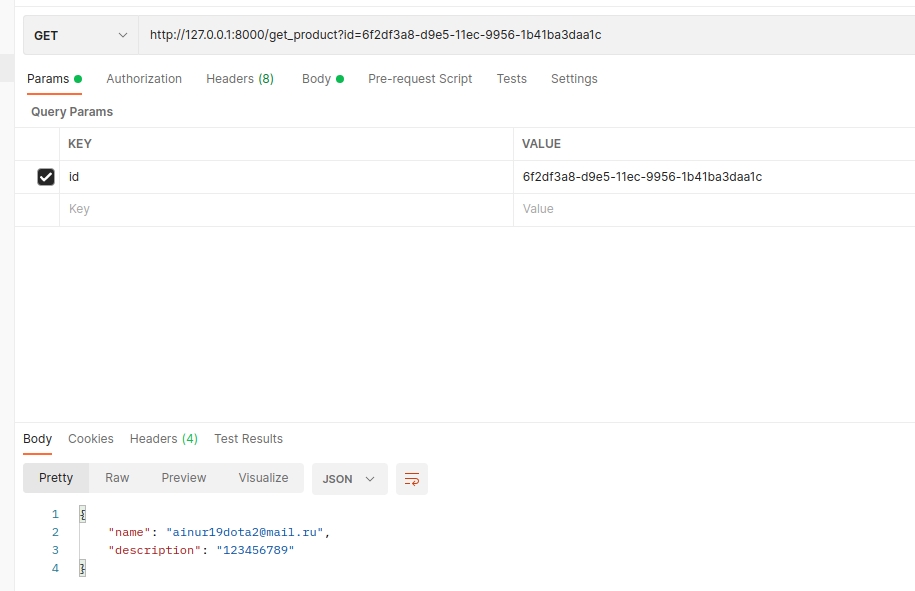 GET http://127.0.0.1:8000/get_product?id=6f2df3a8-d9e5-11ec-9956-1b41ba3daa1c
Params Authorization Headers (8) Body Pre-request Script Tests Settings
Query Params
KEY VALUE
id 6f2df3a8-d9e5-11ec-9956-1b41ba3daa1c
Key Value
Body Cookies Headers (4) Test Results
Pretty Raw Preview Visualize JSON
1 {
2 "name": "ainur19dota2@mail.ru",
3 "description": "123456789"
4 }